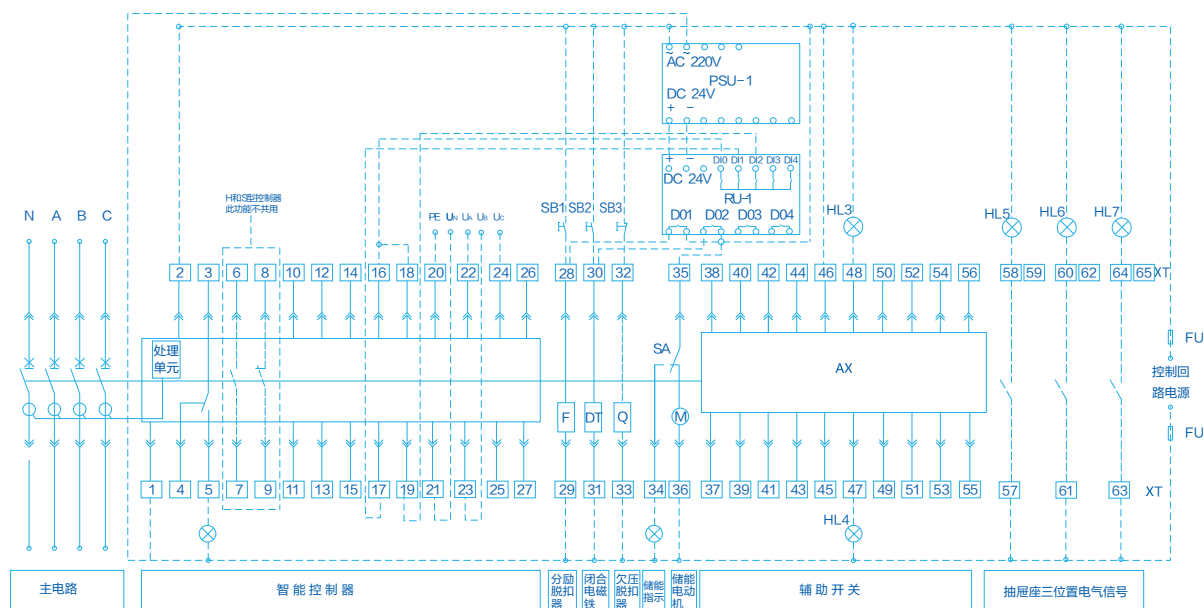 AC 220V
PSU-1
DC 24V
+ -
+ -
DI0 DI1 DI2 DI3 DI4
DC 24V
RU-1
D01 D02 D03 D04
H和S型控制器
此功能不共用
N A B C
PE UN UA UB UC
SB1 SB2 SB3
HL3
HL5 HL6 HL7
2 3 6 8 10 12 14 16 18 20 22 24 26 28 30 32 35 38 40 42 44 46 48 50 52 54 56 58 59 60 62 64 65 XT
处理
单元
SA
AX
FU
控制回
路电源
FU
F DT Q M
1 4 5 7 9 11 13 15 17 19 21 23 25 27 29 31 33 34 36 37 39 41 43 45 47 49 51 53 55 57 61 63 XT
HL4
主电路
智能控制器
分励
脱扣
器
闭合
电磁
铁
欠压
脱扣
器
储能
指示
储能
电动
机
辅助开关
抽屉座三位置电气信号